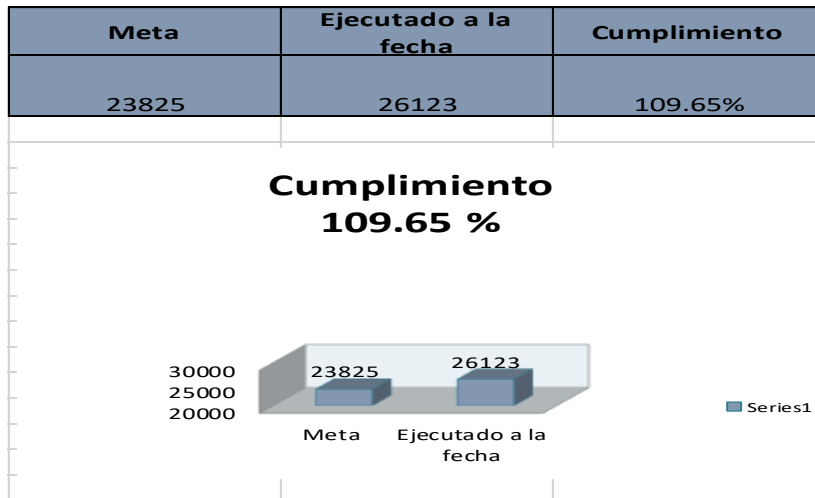 Meta
Ejecutado a la
fecha
Cumplimiento
23825
26123
109.65%
Cumplimiento
109.65 %
30000
25000
20000
23825
26123
Meta
Ejecutado a la
fecha
Series1